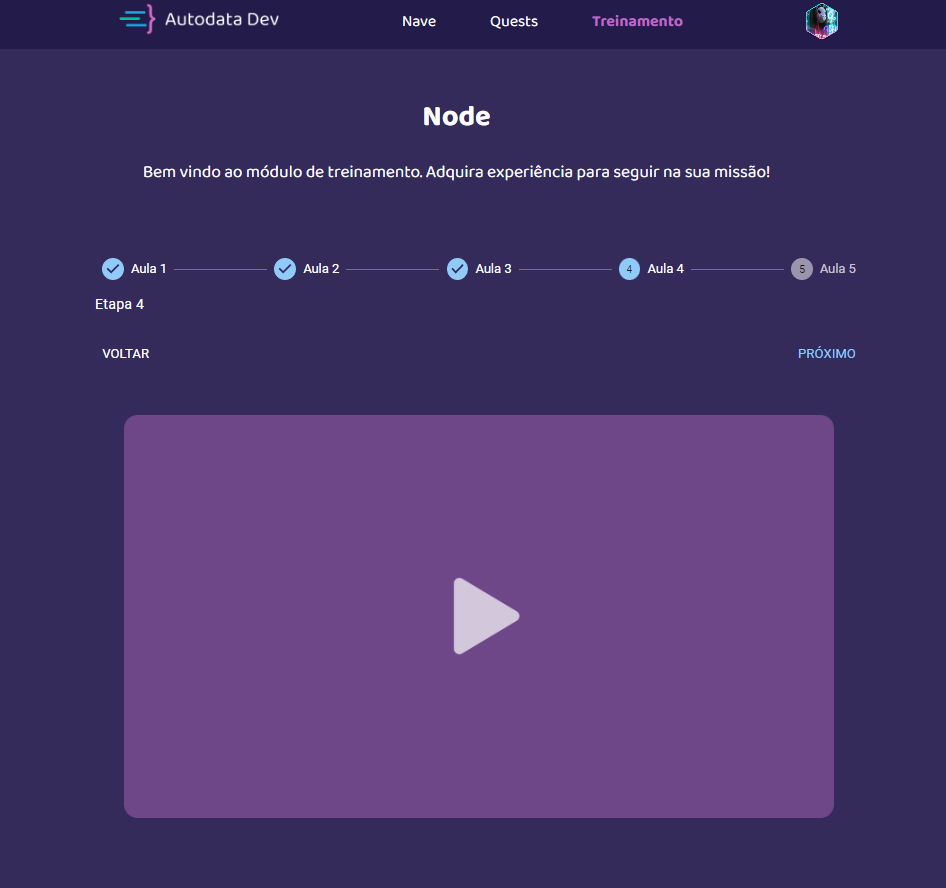 Autodata Dev Nave Quests Treinamento
Node
Bem vindo ao módulo de treinamento. Adquira experiência para seguir na sua missão!
Aula 1 Aula 2 Aula 3 4 Aula 4 5 Aula 5
Etapa 4
VOLTAR PRÓXIMO